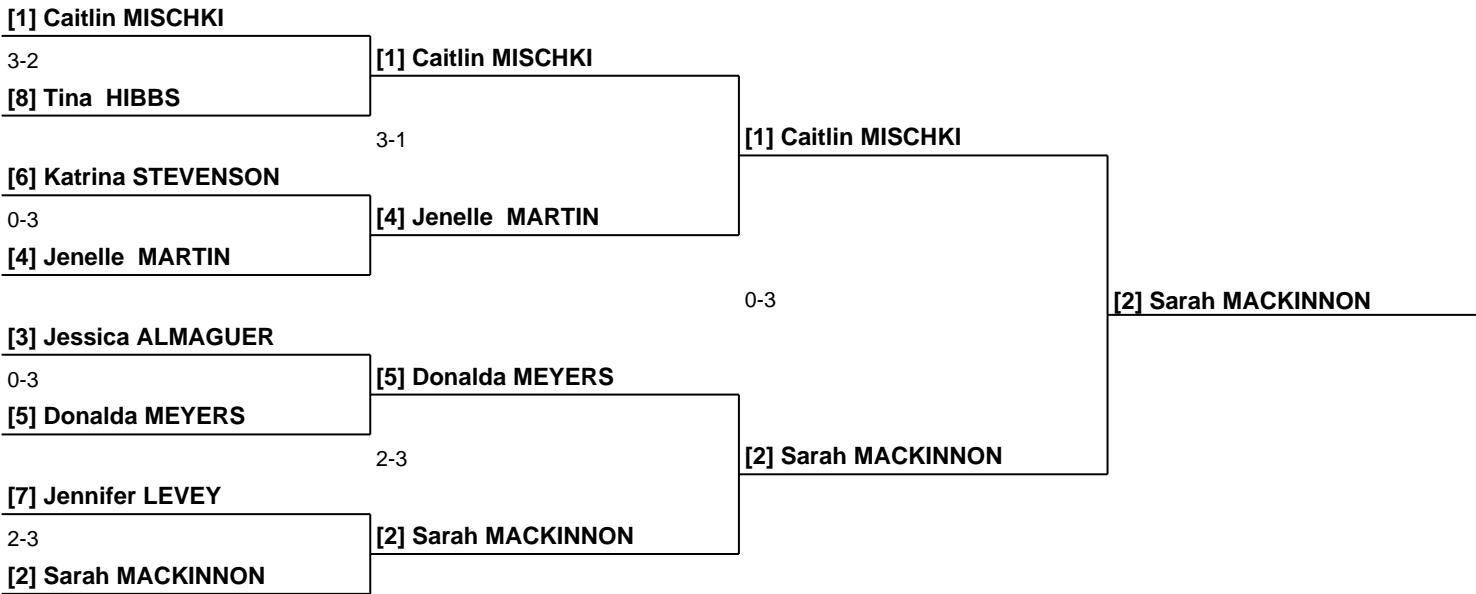 [1] Caitlin MISCHKI
3-2
[1] Caitlin MISCHKI
[8] Tina  HIBBS
3-1
[1] Caitlin MISCHKI
[6] Katrina STEVENSON
0-3
[4] Jenelle  MARTIN
[4] Jenelle  MARTIN
0-3
[2] Sarah MACKINNON
[3] Jessica ALMAGUER
0-3
[5] Donalda MEYERS
[5] Donalda MEYERS
2-3
[2] Sarah MACKINNON
[7] Jennifer LEVEY
2-3
[2] Sarah MACKINNON
[2] Sarah MACKINNON